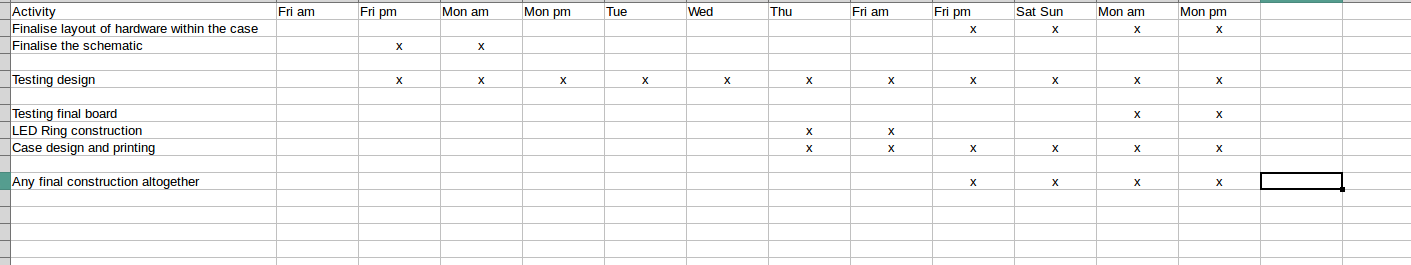 Activity Fri am Fri pm Mon am Mon pm Tue Wed Thu Fri am Fri pm Sat Sun Mon am Mon pm
Finalise layout of hardware within the case x x x x
Finalise the schematic x x
Testing design x x x x x x x x x x x
Testing final board x x
LED Ring construction x x
Case design and printing x x x x x x
Any final construction altogether x x x x